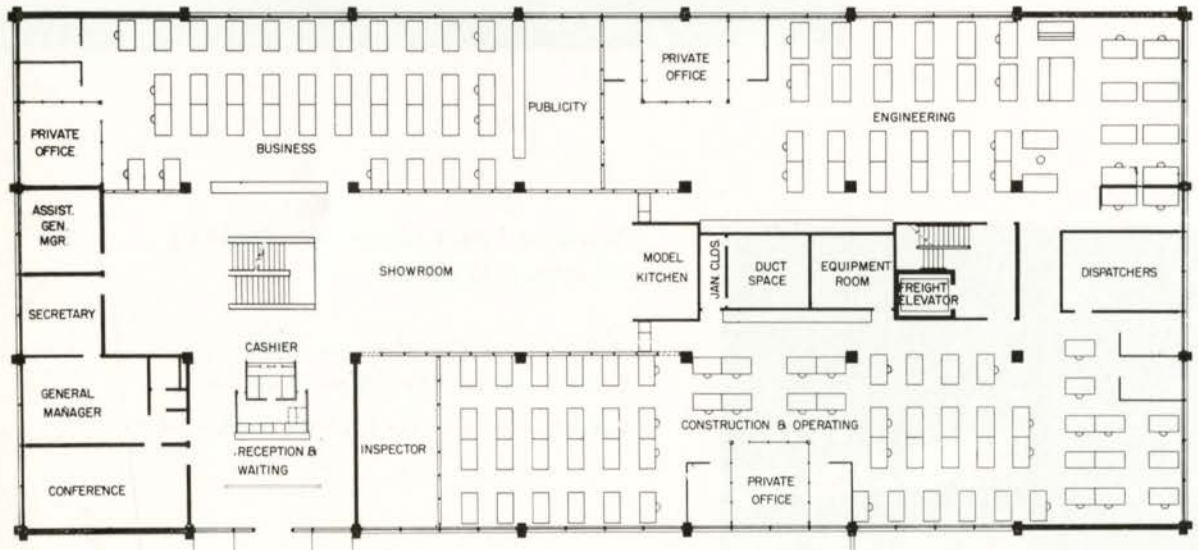 PRIVATE
OFFICE
PUBLICITY
ENGINEERING
PRIVATE
OFFICE
BUSINESS
ASSIST.
GEN.
MGR.
SHOWROOM
MODEL
KITCHEN
JAN. CLOS.
DUCT
SPACE
EQUIPMENT
ROOM
FREIGHT
ELEVATOR
DISPATCHERS
SECRETARY
CASHIER
GENERAL
MANAGER
RECEPTION &
WAITING
INSPECTOR
CONSTRUCTION & OPERATING
CONFERENCE
PRIVATE
OFFICE